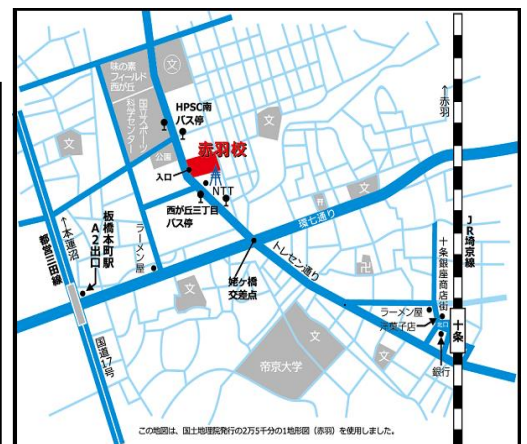 味の素
フィールド
西が丘
文
国立スポーツ
科学センター
HPSC南
バス停
文
文
公園
赤羽校
入口
NTT
西が丘三丁目
バス停
文
↑赤羽
環七通り
JR埼京線
↑本蓮沼
都営三田線
板橋本町駅
A2出口
ラーメン屋
姥ヶ橋
交差点
トレセン通り
卍
十条銀座商店街
文
国道17号
文
帝京大学
文
ラーメン屋
洋菓子店
北口
十条
銀行
この地図は、国土地理院発行の2万5千分の1地形図(赤羽)を使用しました。